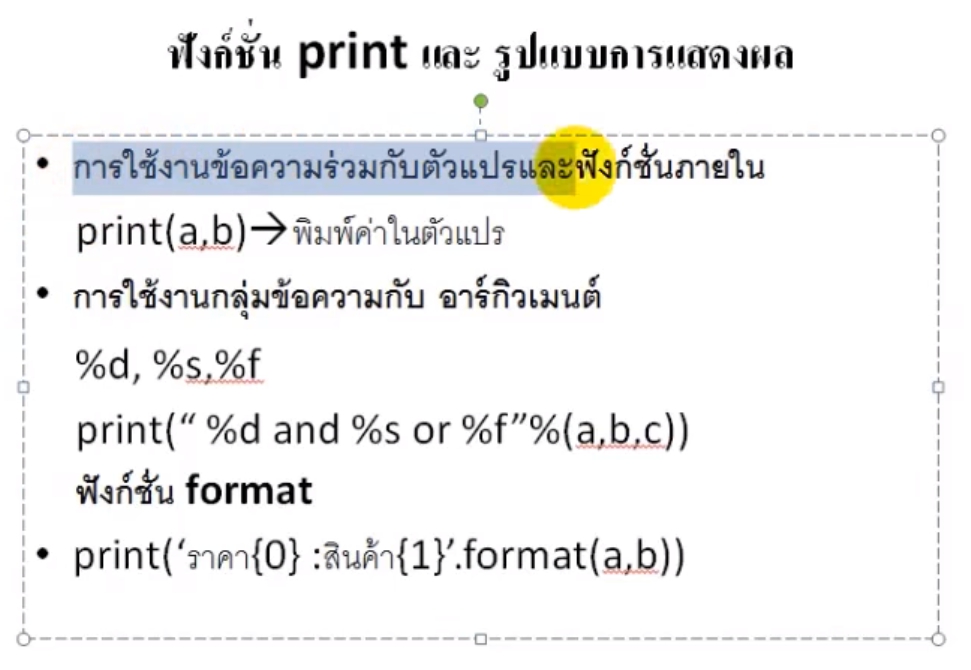 ฟังก์ชั่น print และ รูปแบบการแสดงผล
• การใช้งานข้อความร่วมกับตัวแปรและฟังก์ชั่นภายใน
print(a,b)→พิมพ์ค่าในตัวแปร
• การใช้งานกลุ่มข้อความกับ อาร์กิวเมนต์
%d, %s,%f
print(“ %d and %s or %f”%(a,b,c))
ฟังก์ชั่น format
• print(‘ราคา{0} :สินค้า{1}’.format(a,b))